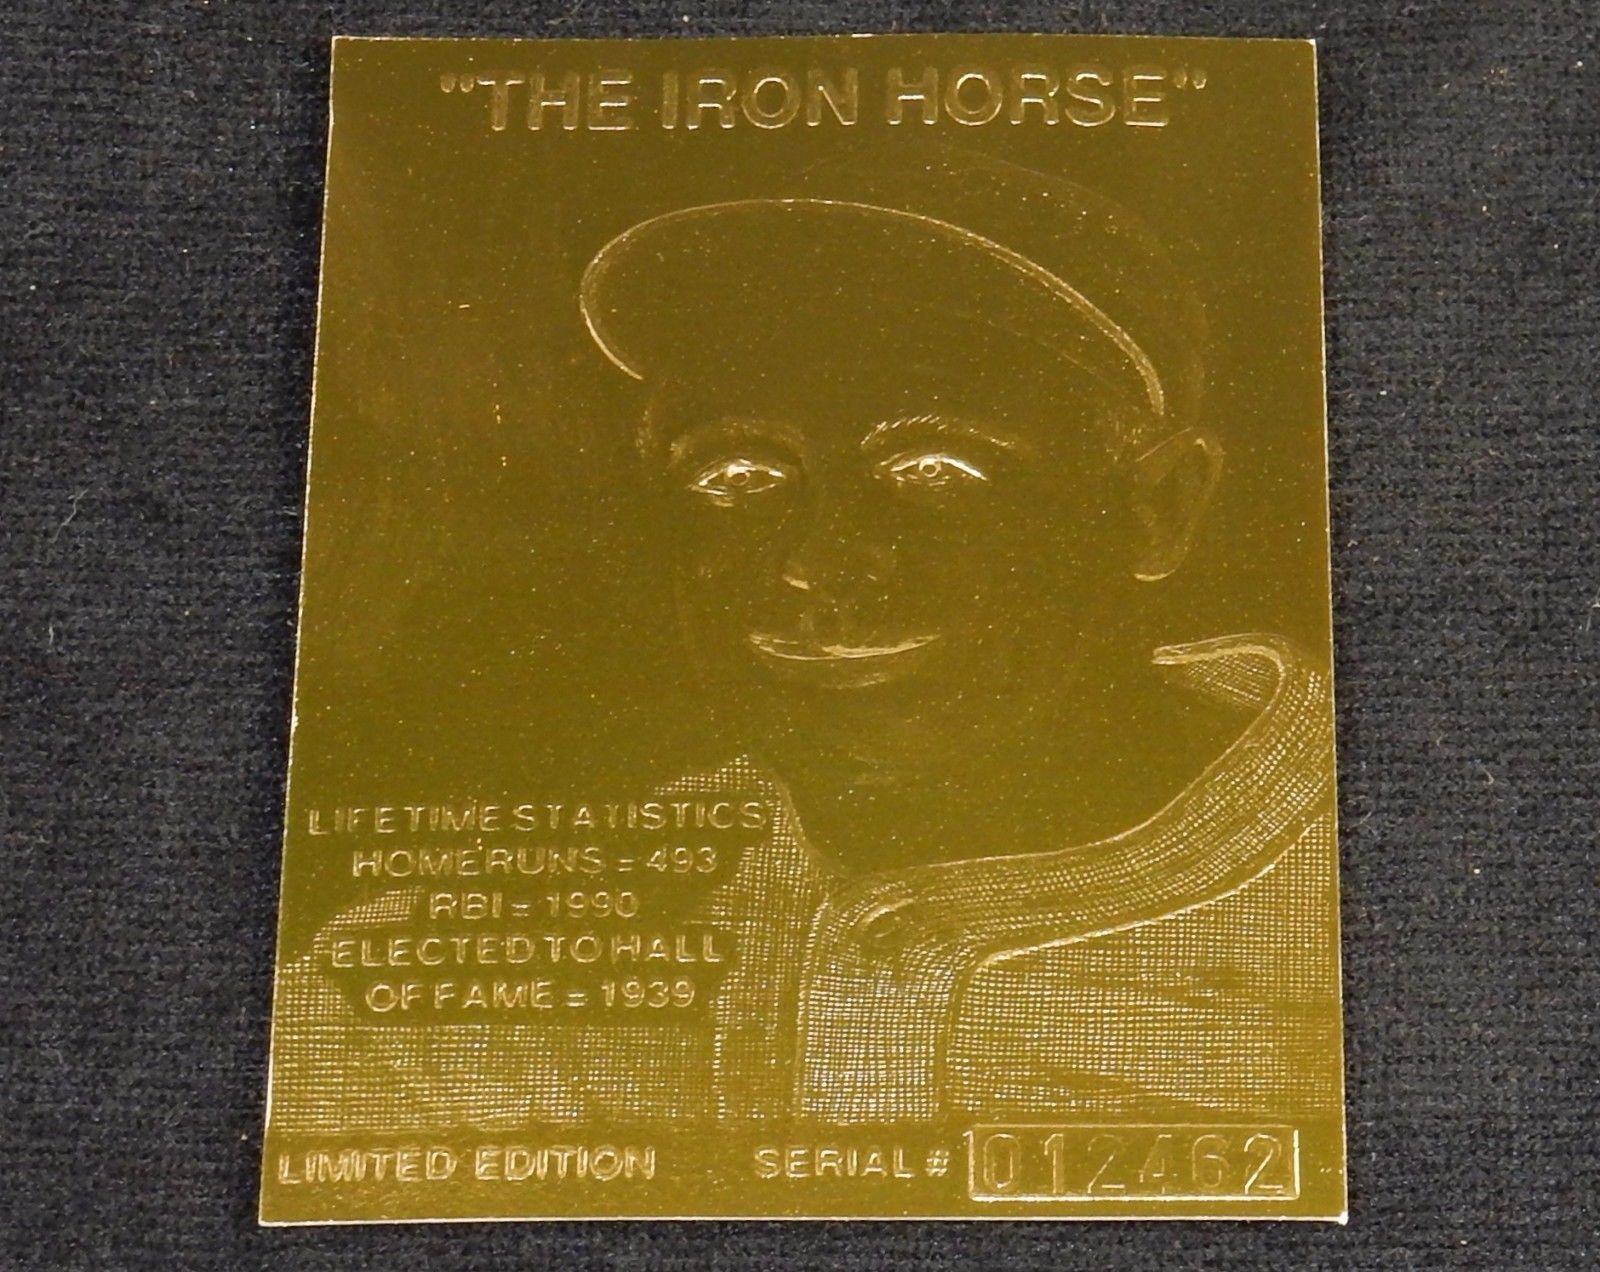 "THE IRON HORSE"
LIFETIME STATISTICS
HOMERUNS = 493
RBI = 1990
ELECTED TO HALL
OF FAME = 1939
LIMITED EDITION SERIAL # 012462